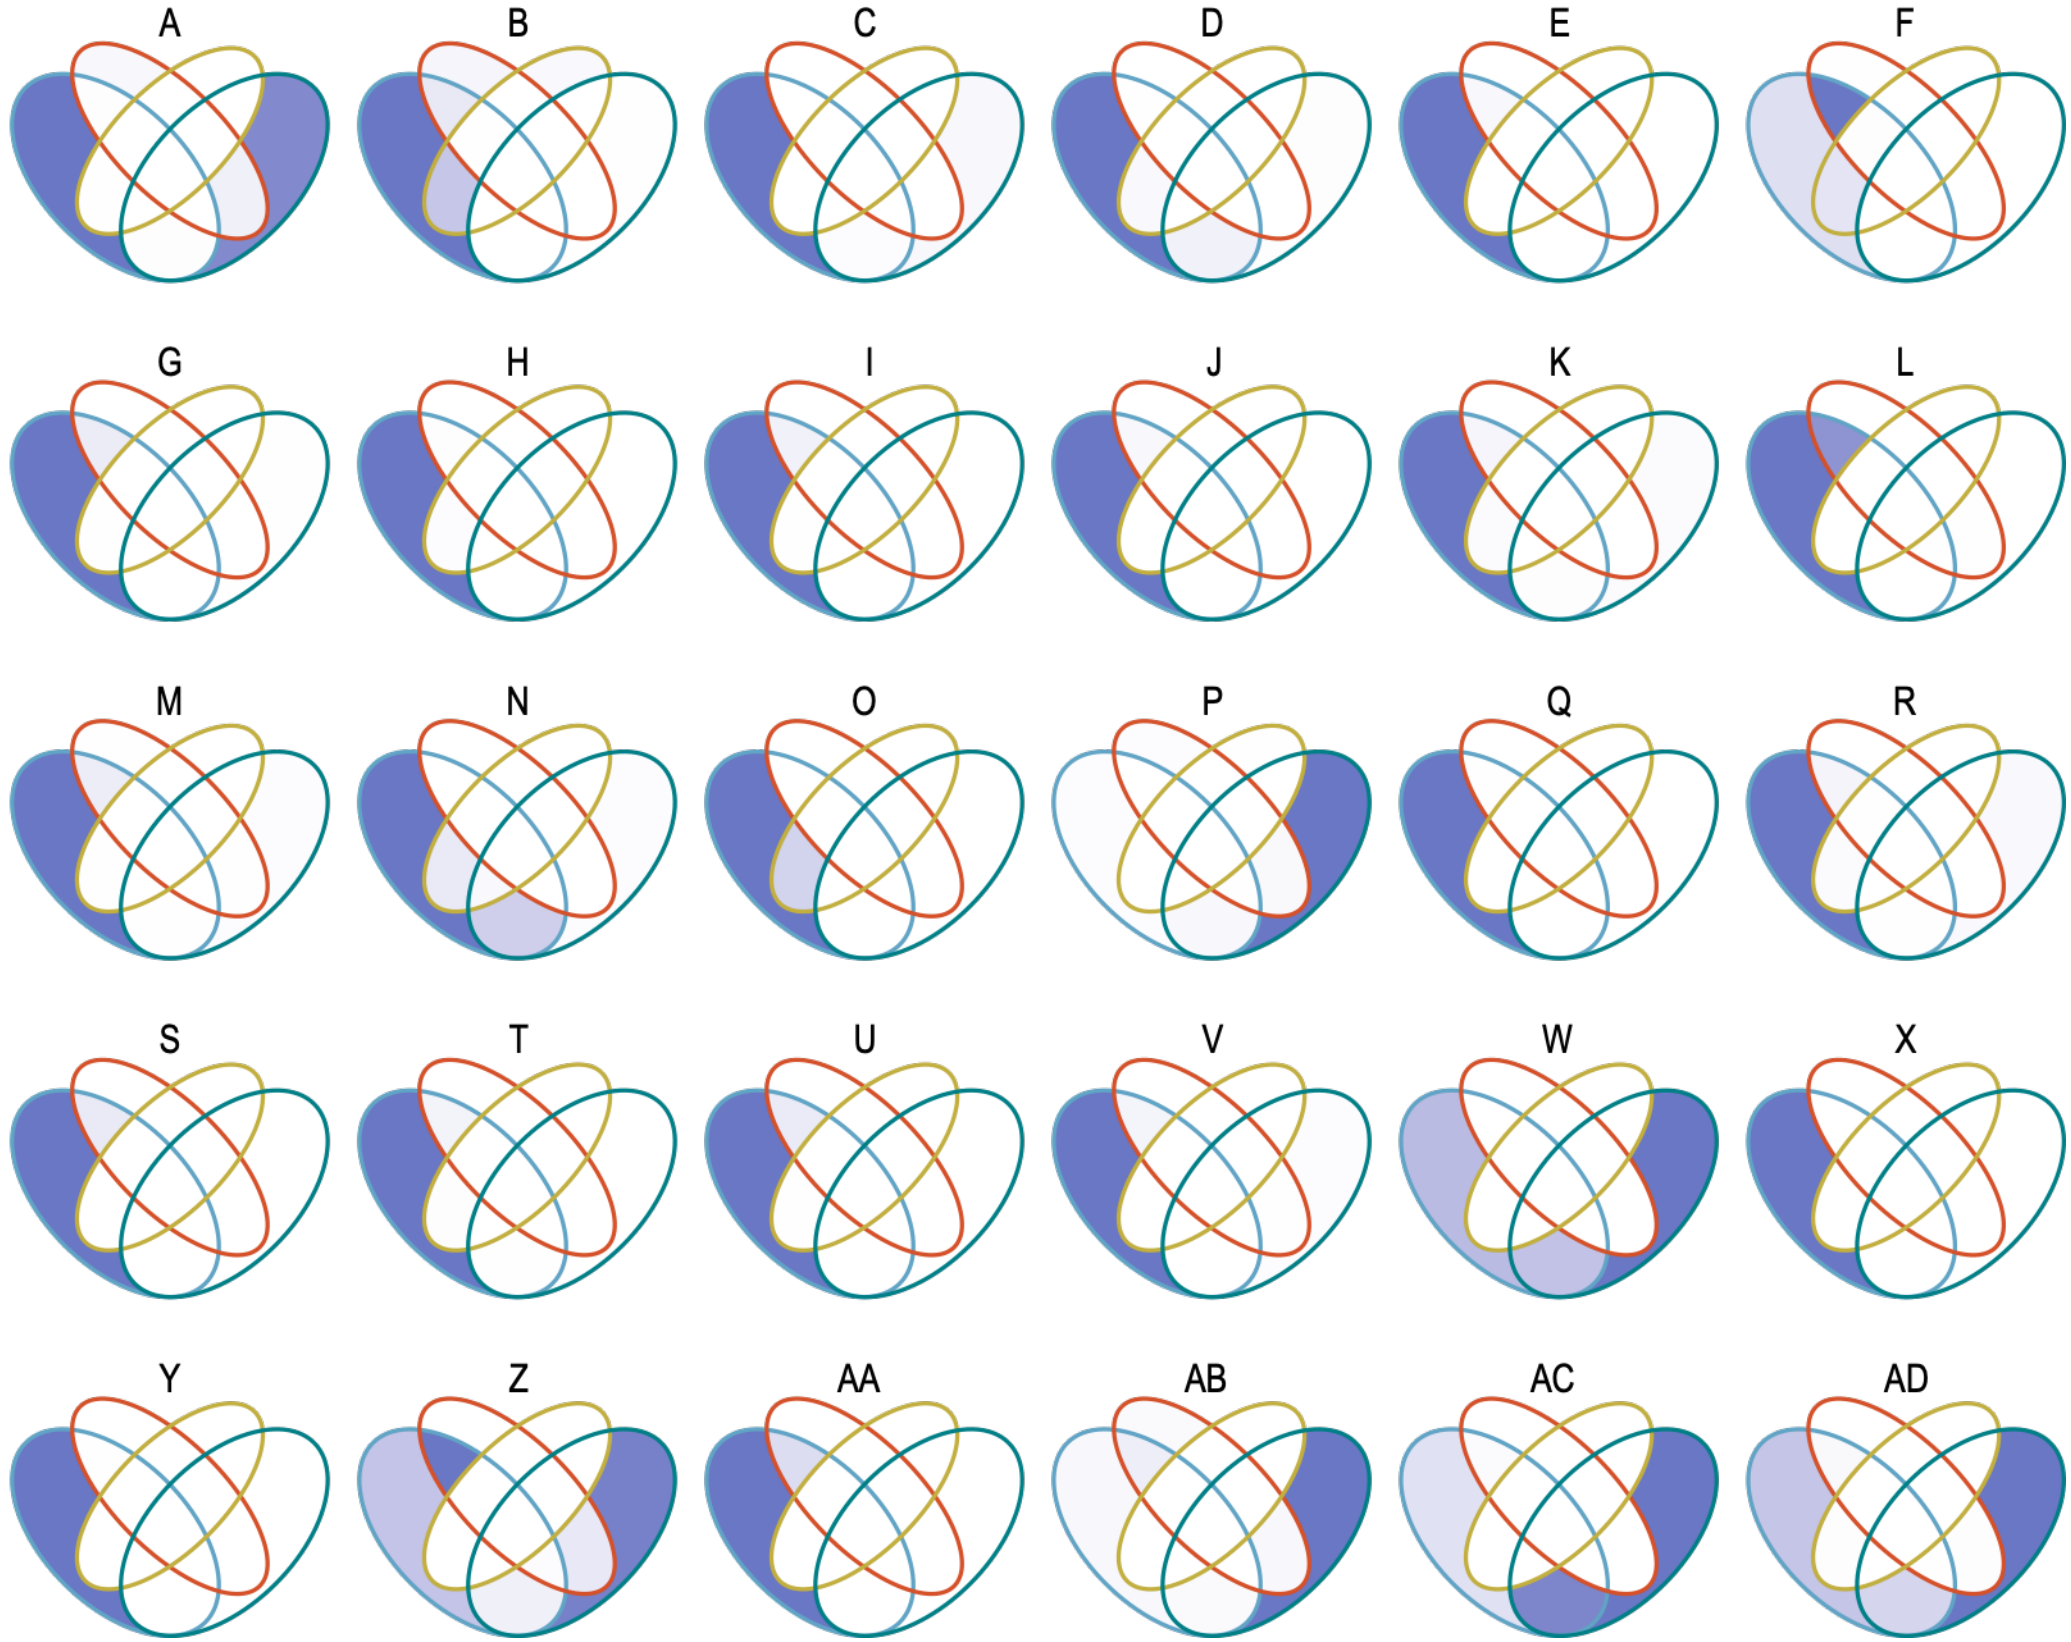 A B C D E F
G H I J K L
M N O P Q R
S T U V W X
Y Z AA AB AC AD